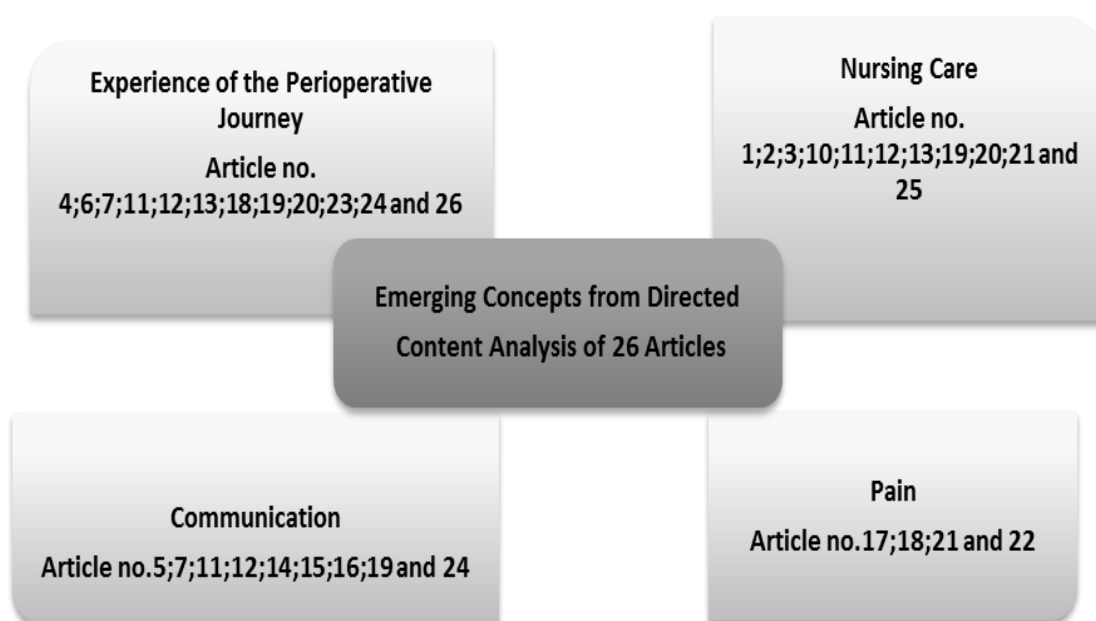 Experience of the Perioperative
Journey
Article no.
4;6;7;11;12;13;18;19;20;23;24 and 26
Nursing Care
Article no.
1;2;3;10;11;12;13;19;20;21 and
25
Emerging Concepts from Directed
Content Analysis of 26 Articles
Communication
Article no.5;7;11;12;14;15;16;19 and 24
Pain
Article no.17;18;21 and 22